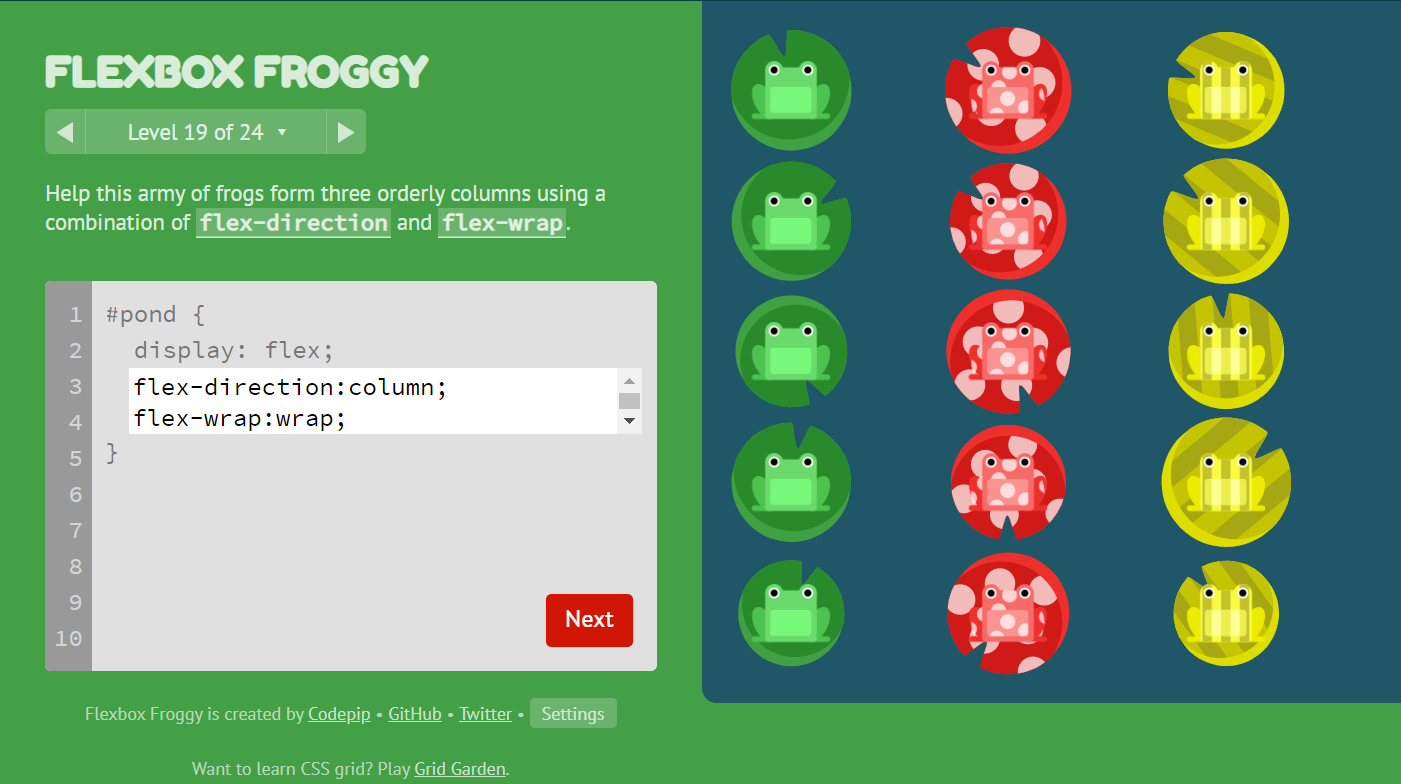 FLEXBOX FROGGY
◀ Level 19 of 24 ▾ ▶
Help this army of frogs form three orderly columns using a
combination of flex-direction and flex-wrap.
1 #pond {
2 display: flex;
3 flex-direction:column;
4 flex-wrap:wrap;
5 }
6
7
8
9
10
Next
Flexbox Froggy is created by Codepip • GitHub • Twitter • Settings
Want to learn CSS grid? Play Grid Garden.